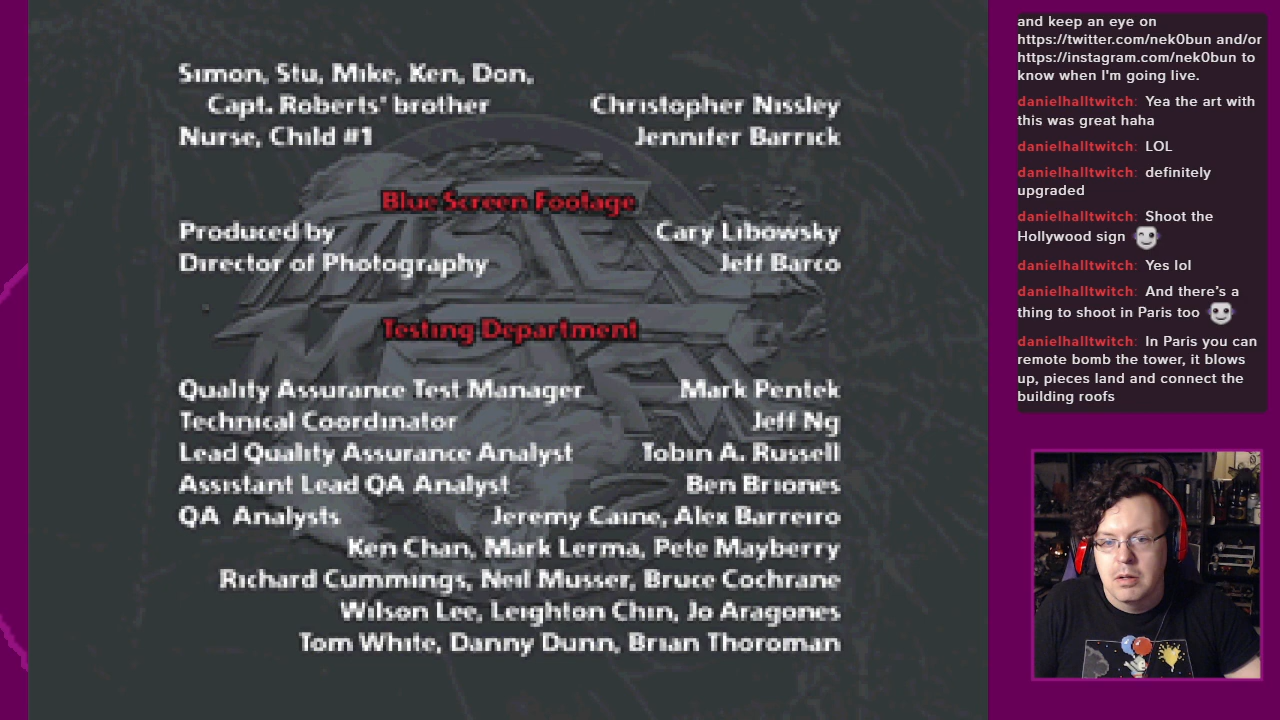 Simon, Stu, Mike, Ken, Don,
Capt. Roberts' brother Christopher Nissley
Nurse, Child #1 Jennifer Barrick
Blue Screen Footage
Produced by Cary Libowsky
Director of Photography Jeff Barco
Testing Department
Quality Assurance Test Manager Mark Pentek
Technical Coordinator Jeff Ng
Lead Quality Assurance Analyst Tobin A. Russell
Assistant Lead QA Analyst Ben Briones
QA Analysts Jeremy Caine, Alex Barreiro
Ken Chan, Mark Lerma, Pete Mayberry
Richard Cummings, Neil Musser, Bruce Cochrane
Wilson Lee, Leighton Chin, Jo Aragones
Tom White, Danny Dunn, Brian Thoroman
TWISTED
METAL
and keep an eye on
https://twitter.com/nek0bun and/or
https://instagram.com/nek0bun to
know when I'm going live.
danielhalltwitch: Yea the art with
this was great haha
danielhalltwitch: LOL
danielhalltwitch: definitely
upgraded
danielhalltwitch: Shoot the
Hollywood sign
danielhalltwitch: Yes lol
danielhalltwitch: And there's a
thing to shoot in Paris too
danielhalltwitch: In Paris you can
remote bomb the tower, it blows
up, pieces land and connect the
building roofs